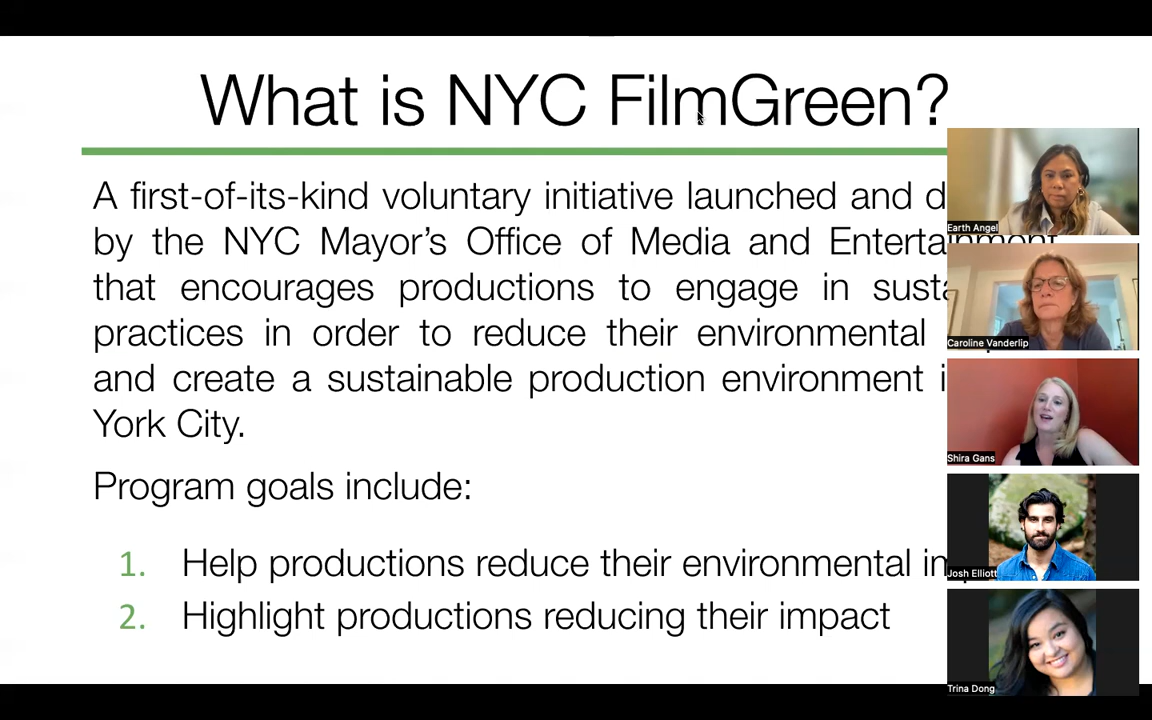 What is NYC FilmGreen?
A first-of-its-kind voluntary initiative launched and
by the NYC Mayor's Office of Media and Entertainment
that encourages productions to engage in
practices in order to reduce their environmental
and create a sustainable production environment
York City.
Program goals include:
1. Help productions reduce their environmental
2. Highlight productions reducing their impact
Earth Angel
Caroline Vanderlip
Shira Gans
Josh Elliott
Trina Dong